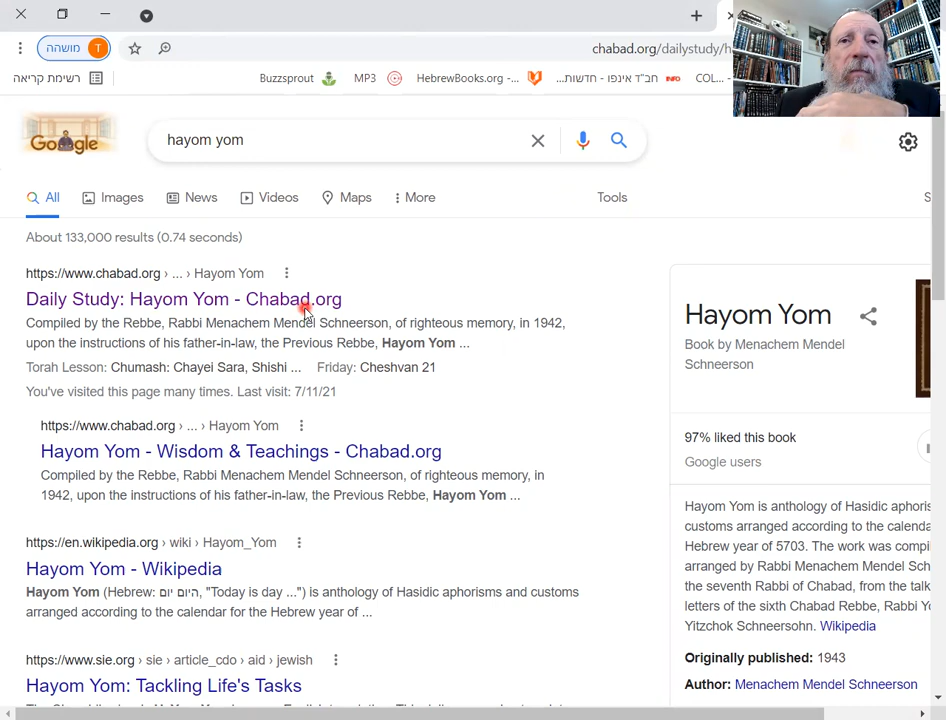 מושהה
T
chabad.org/dailystudy/h
רשימת קריאה
Buzzsprout
MP3
HebrewBooks.org -...
חב"ד אינפו - חדשות...
INFO
COL...
Google
hayom yom
All
Images
News
Videos
Maps
More
Tools
S
About 133,000 results (0.74 seconds)
https://www.chabad.org › ... › Hayom Yom
Daily Study: Hayom Yom - Chabad.org
Compiled by the Rebbe, Rabbi Menachem Mendel Schneerson, of righteous memory, in 1942,
upon the instructions of his father-in-law, the Previous Rebbe, Hayom Yom ...
Torah Lesson: Chumash: Chayei Sara, Shishi ... Friday: Cheshvan 21
You've visited this page many times. Last visit: 7/11/21
https://www.chabad.org › ... › Hayom Yom
Hayom Yom - Wisdom & Teachings - Chabad.org
Compiled by the Rebbe, Rabbi Menachem Mendel Schneerson, of righteous memory, in
1942, upon the instructions of his father-in-law, the Previous Rebbe, Hayom Yom ...
https://en.wikipedia.org › wiki › Hayom_Yom
Hayom Yom - Wikipedia
Hayom Yom (Hebrew: היום יום, "Today is day ...") is anthology of Hasidic aphorisms and customs
arranged according to the calendar for the Hebrew year of ...
https://www.sie.org › sie › article_cdo › aid › jewish
Hayom Yom: Tackling Life's Tasks
Hayom Yom
Book by Menachem Mendel
Schneerson
97% liked this book
Google users
Hayom Yom is anthology of Hasidic aphoris
customs arranged according to the calenda
Hebrew year of 5703. The work was compi
arranged by Rabbi Menachem Mendel Sch
the seventh Rabbi of Chabad, from the talk
letters of the sixth Chabad Rebbe, Rabbi Y
Yitzchok Schneersohn. Wikipedia
Originally published: 1943
Author: Menachem Mendel Schneerson